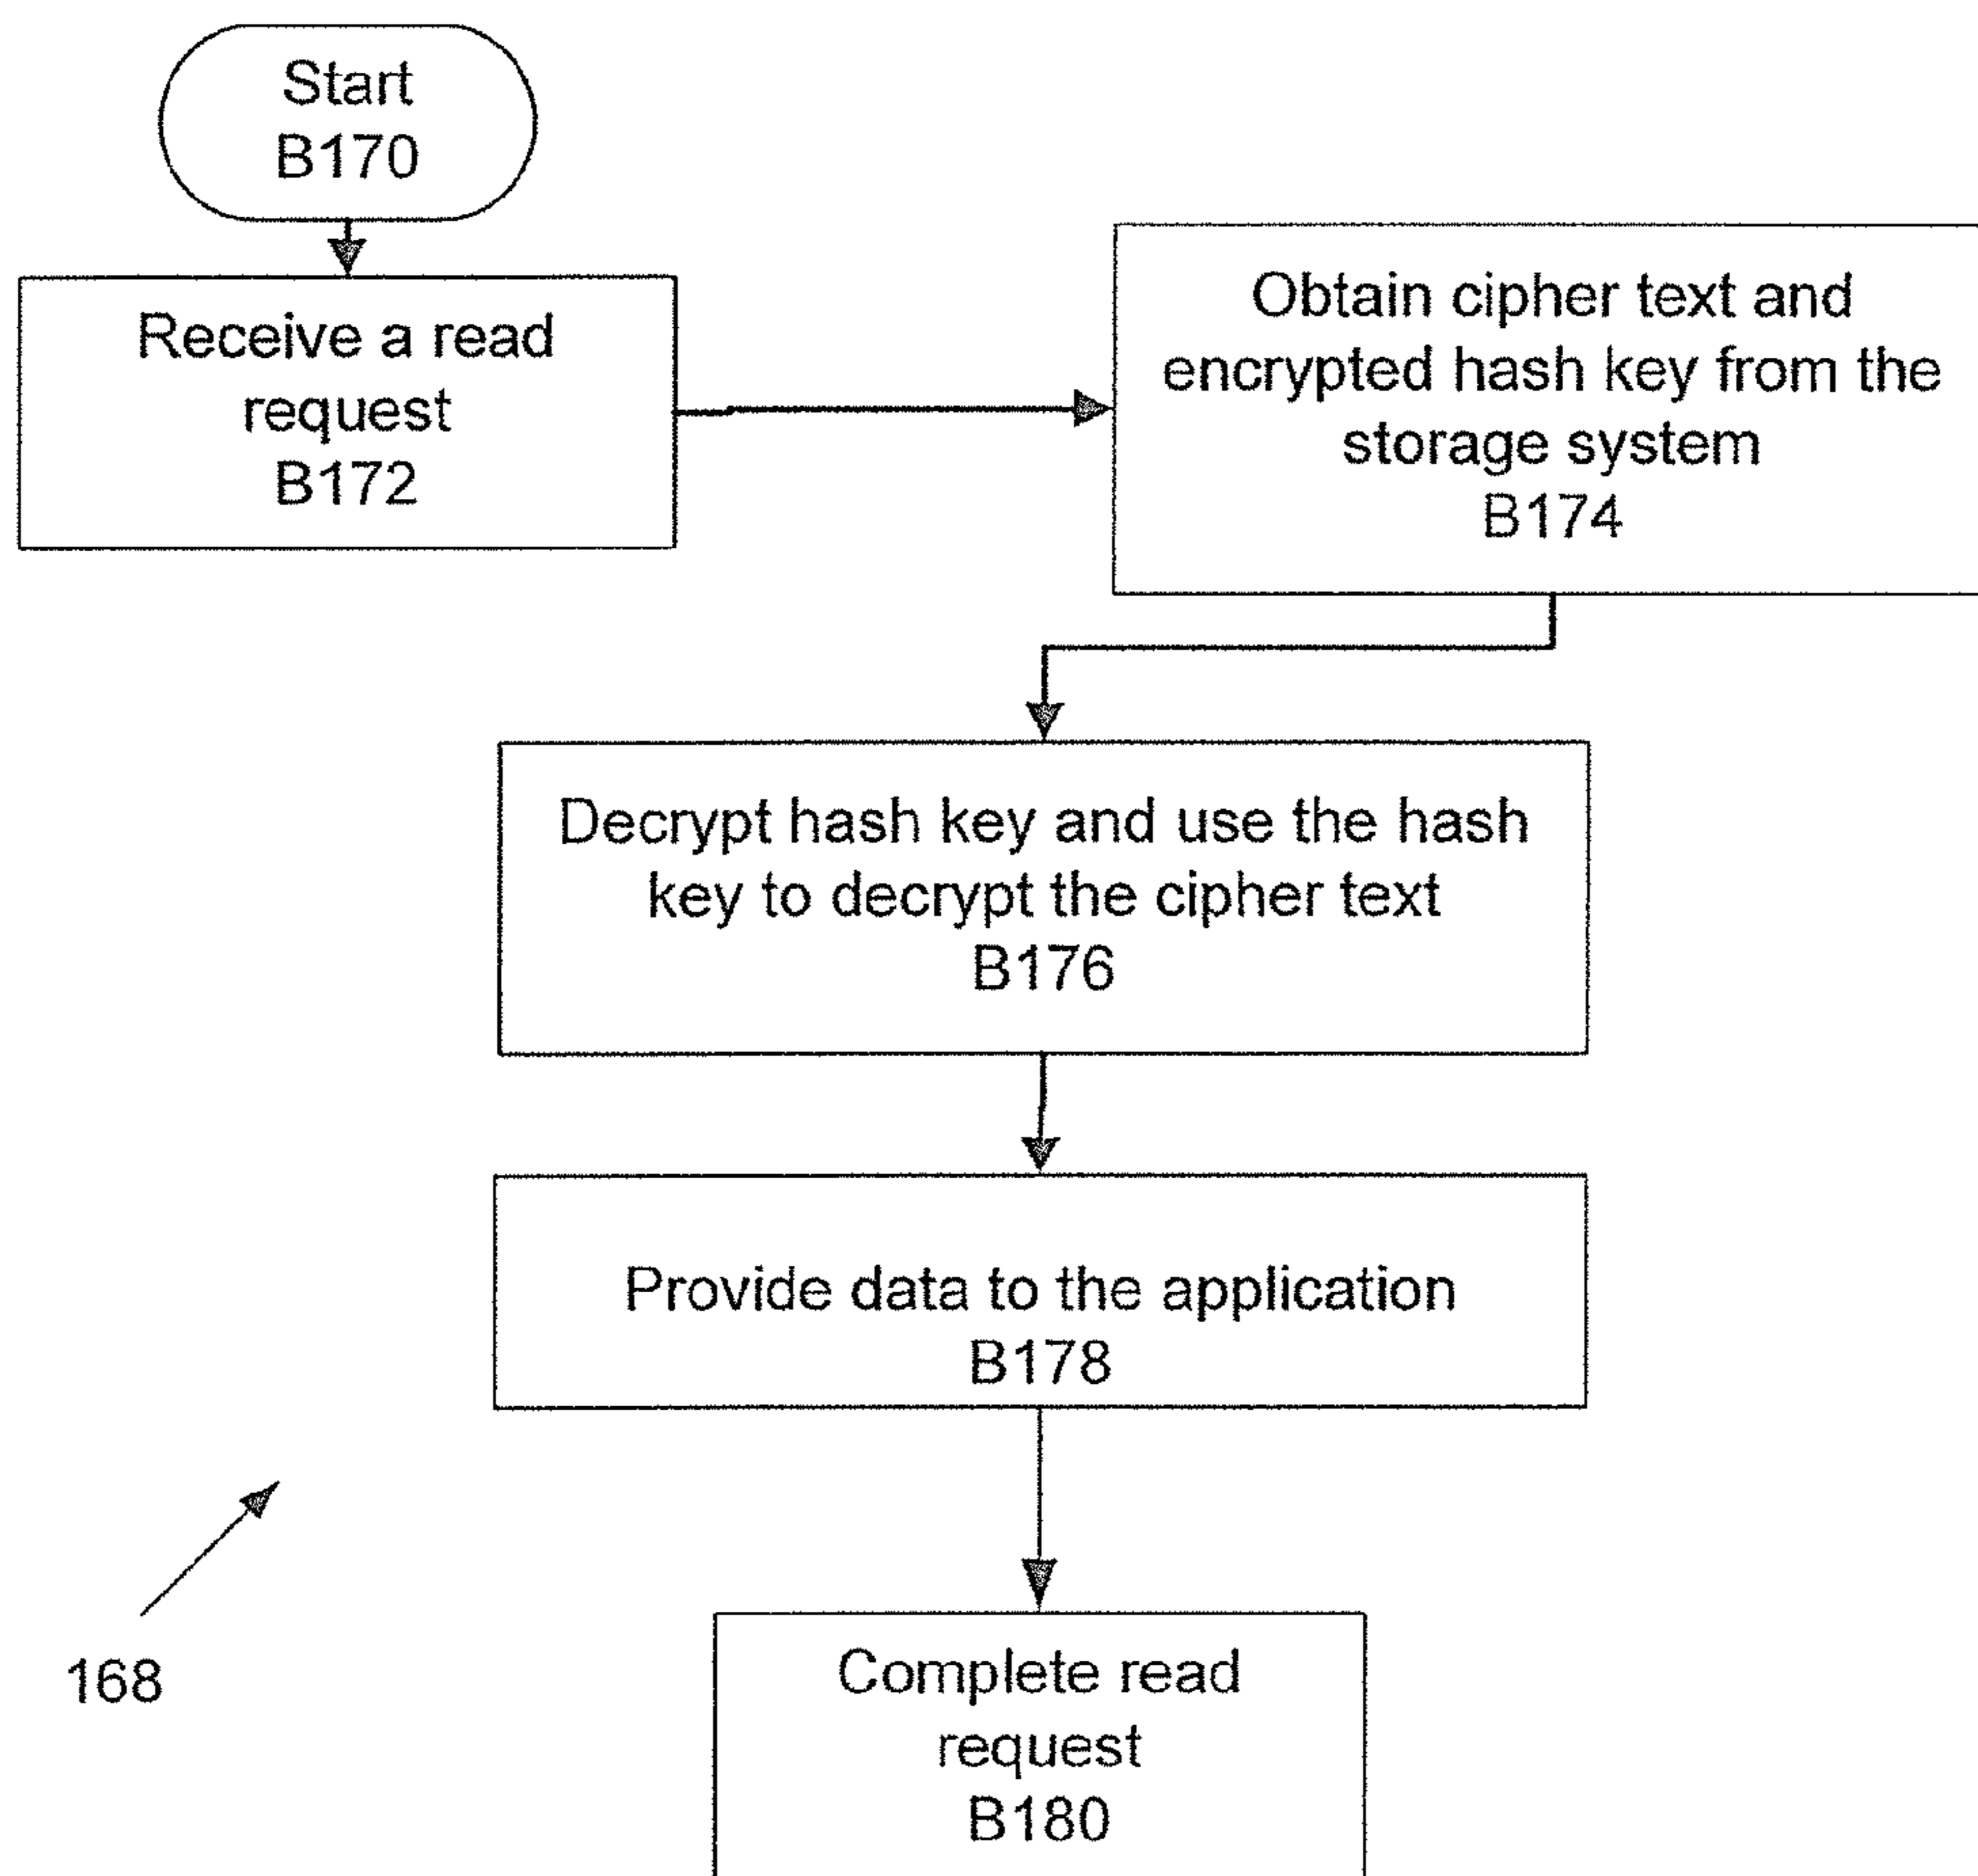 Start
B170
Receive a read
request
B172
Obtain cipher text and
encrypted hash key from the
storage system
B174
Decrypt hash key and use the hash
key to decrypt the cipher text
B176
Provide data to the application
B178
168
Complete read
request
B180